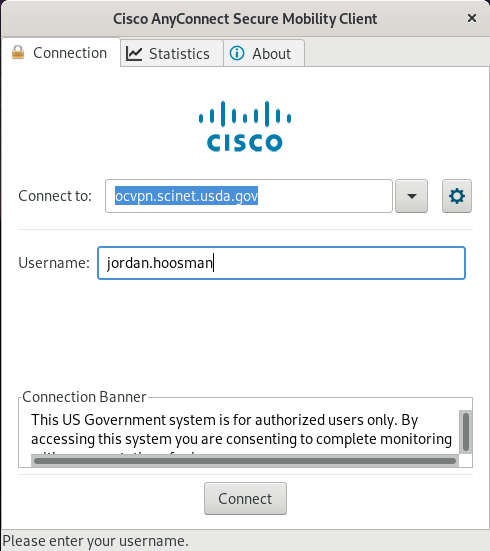 Cisco AnyConnect Secure Mobility Client
Connection
Statistics
About
CISCO
Connect to:
ocvpn.scinet.usda.gov
Username:
jordan.hoosman
Connection Banner
This US Government system is for authorized users only. By
accessing this system you are consenting to complete monitoring
Connect
Please enter your username.